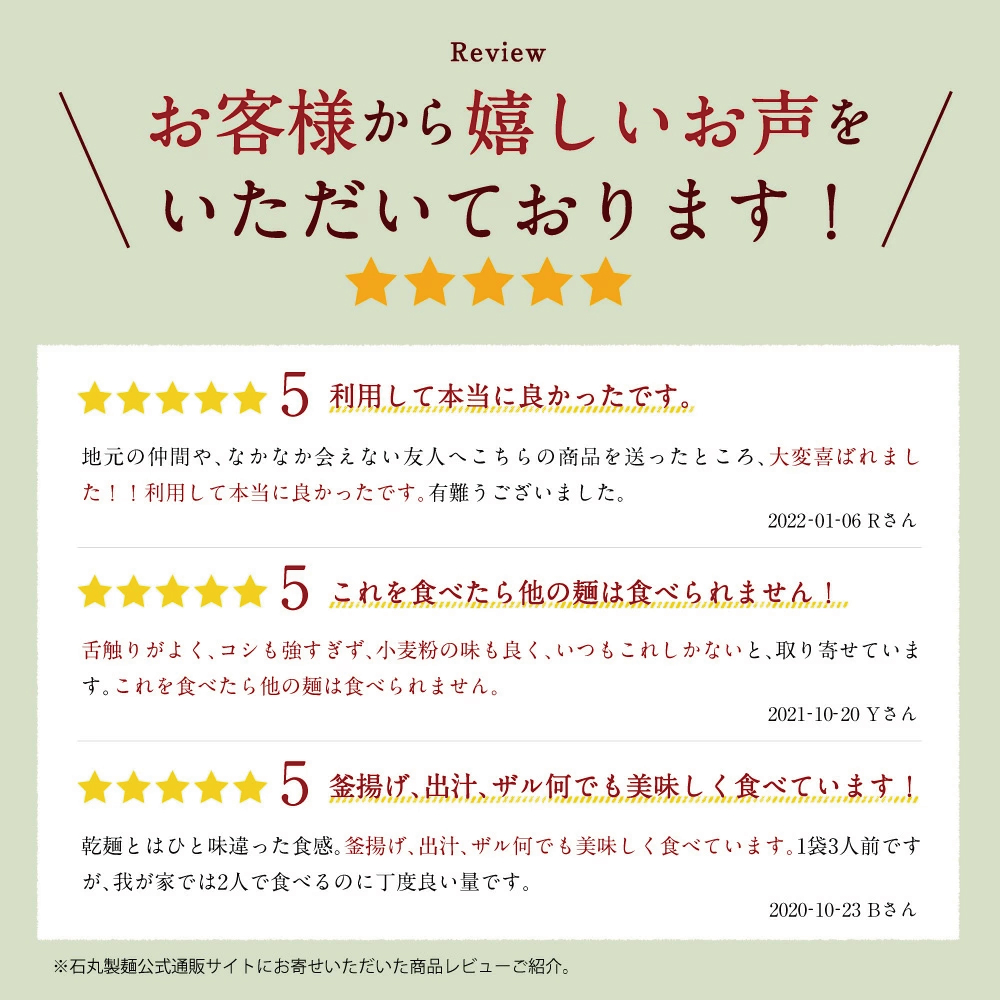 Review
お客様から嬉しいお声を
いただいております！
5 利用して本当に良かったです。
地元の仲間や、なかなか会えない友人へこちらの商品を送ったところ、大変喜ばれまし
た！！利用して本当に良かったです。有難うございました。
2022-01-06 Rさん
5 これを食べたら他の麺は食べられません！
舌触りがよく、コシも強すぎず、小麦粉の味も良く、いつもこれしかないと、取り寄せていま
す。これを食べたら他の麺は食べられません。
2021-10-20 Yさん
5 釜揚げ、出汁、ザル何でも美味しく食べています！
乾麺とはひと味違った食感。釜揚げ、出汁、ザル何でも美味しく食べています。1袋3人前です
が、我が家では2人で食べるのに丁度良い量です。
2020-10-23 Bさん
※石丸製麺公式通販サイトにお寄せいただいた商品レビューご紹介。